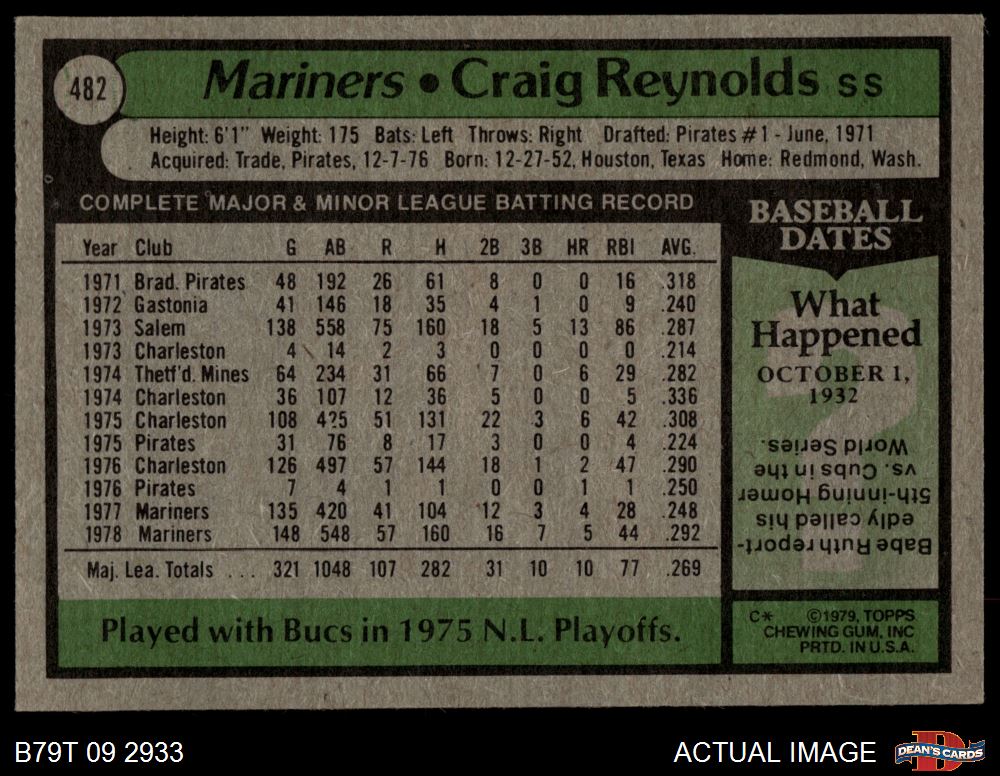 482
Mariners • Craig Reynolds SS
Height: 6'1" Weight: 175 Bats: Left Throws: Right Drafted: Pirates #1 - June, 1971
Acquired: Trade, Pirates, 12-7-76 Born: 12-27-52, Houston, Texas Home: Redmond, Wash.
COMPLETE MAJOR & MINOR LEAGUE BATTING RECORD
Year Club G AB R H 2B 3B HR RBI AVG.
1971 Brad. Pirates 48 192 26 61 8 0 0 16 .318
1972 Gastonia 41 146 18 35 4 1 0 9 .240
1973 Salem 138 558 75 160 18 5 13 86 .287
1973 Charleston 4 14 2 3 0 0 0 0 .214
1974 Thetf'd. Mines 64 234 31 66 7 0 6 29 .282
1974 Charleston 36 107 12 36 5 0 0 5 .336
1975 Charleston 108 425 51 131 22 3 6 42 .308
1975 Pirates 31 76 8 17 3 0 0 4 .224
1976 Charleston 126 497 57 144 18 1 2 47 .290
1976 Pirates 7 4 1 1 0 0 1 1 .250
1977 Mariners 135 420 41 104 12 3 4 28 .248
1978 Mariners 148 548 57 160 16 7 5 44 .292
Maj. Lea. Totals . . . 321 1048 107 282 31 10 10 77 .269
Played with Bucs in 1975 N.L. Playoffs.
BASEBALL
DATES
What
Happened
OCTOBER 1,
1932
Babe Ruth report-
edly called his
5th-inning Homer
vs. Cubs in the
World Series.
C* ©1979, TOPPS
CHEWING GUM, INC
PRTD. IN U.S.A.
B79T 09 2933
ACTUAL IMAGE
DEAN'S CARDS